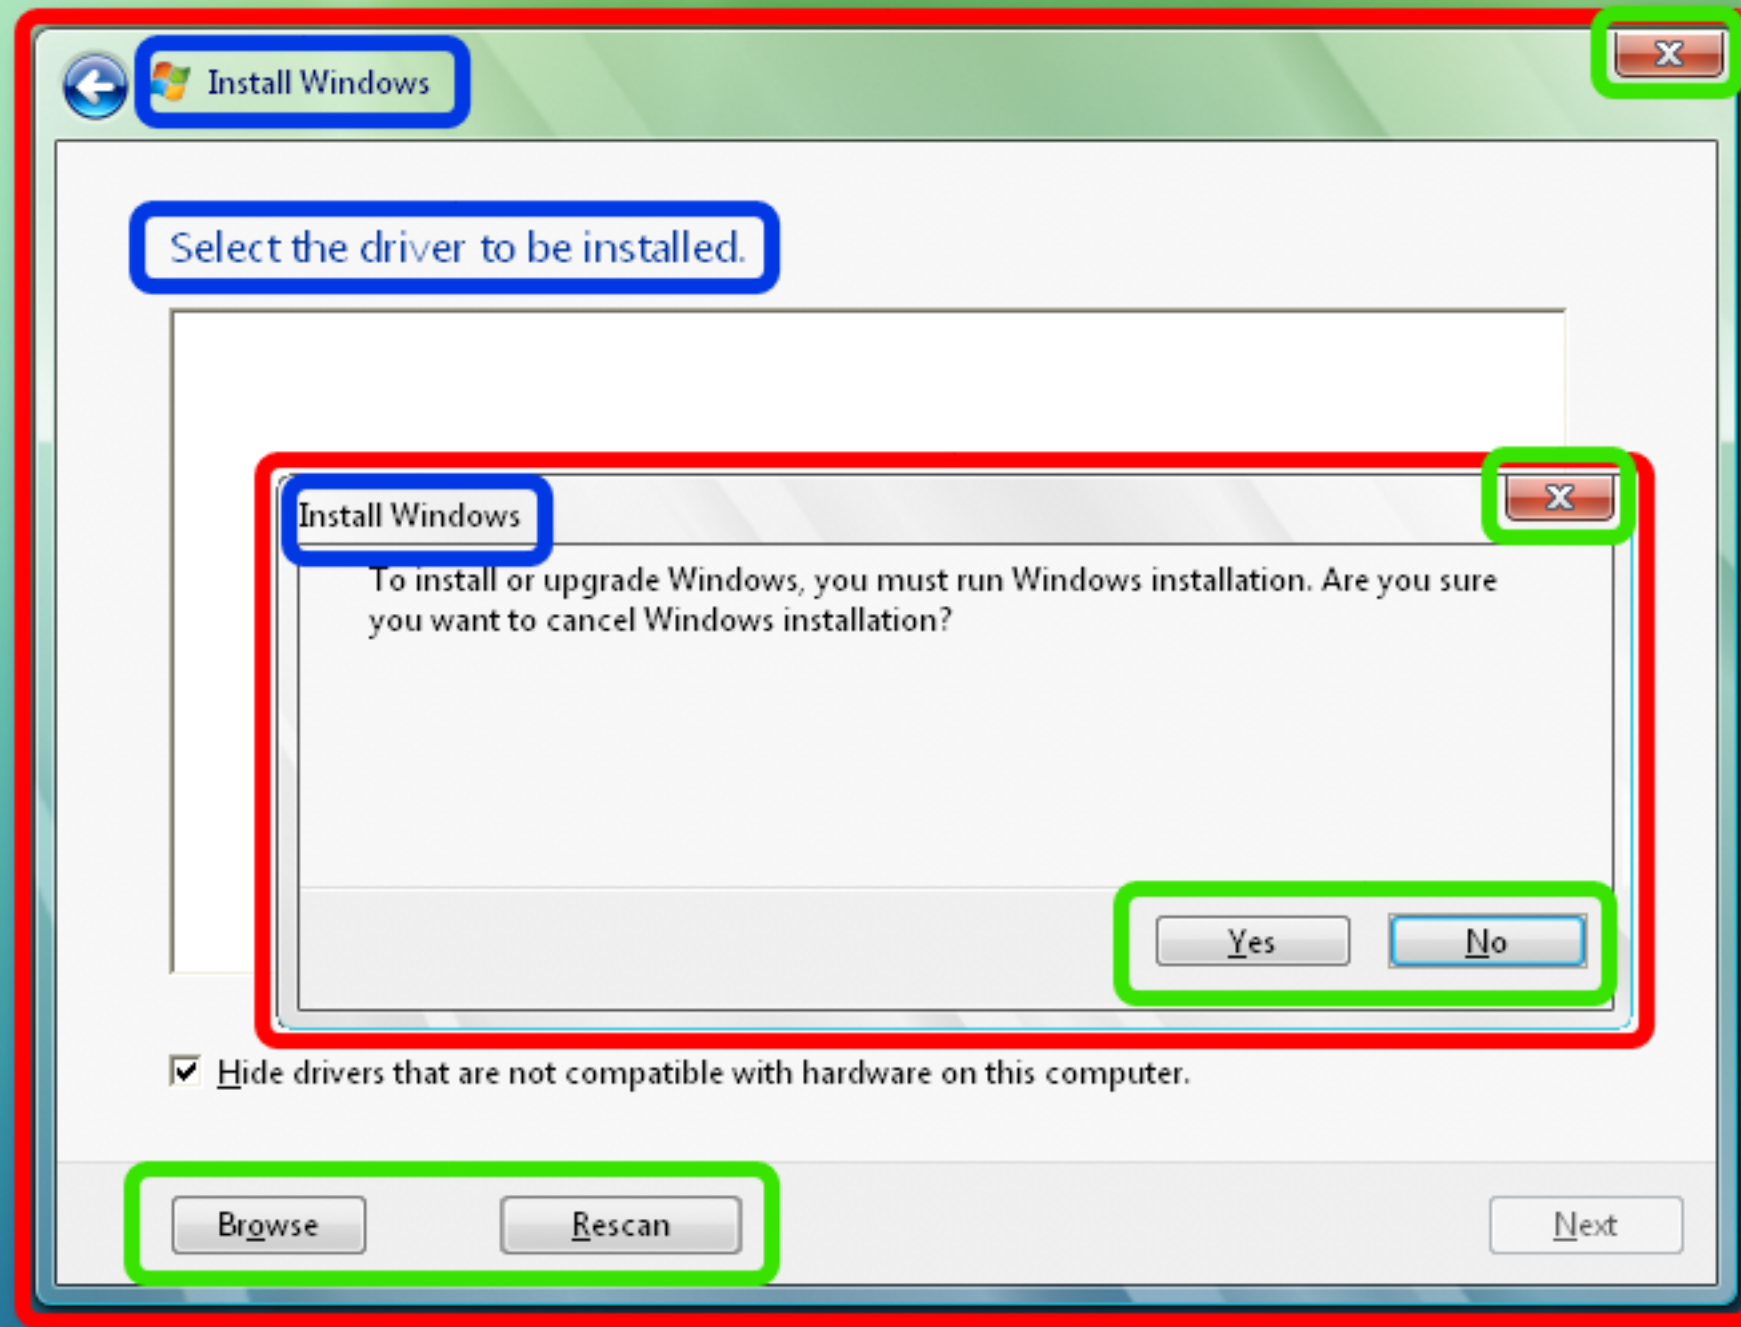 Install Windows
Select the driver to be installed.
Install Windows
To install or upgrade Windows, you must run Windows installation. Are you sure
you want to cancel Windows installation?
Yes No
Hide drivers that are not compatible with hardware on this computer.
Browse Rescan Next